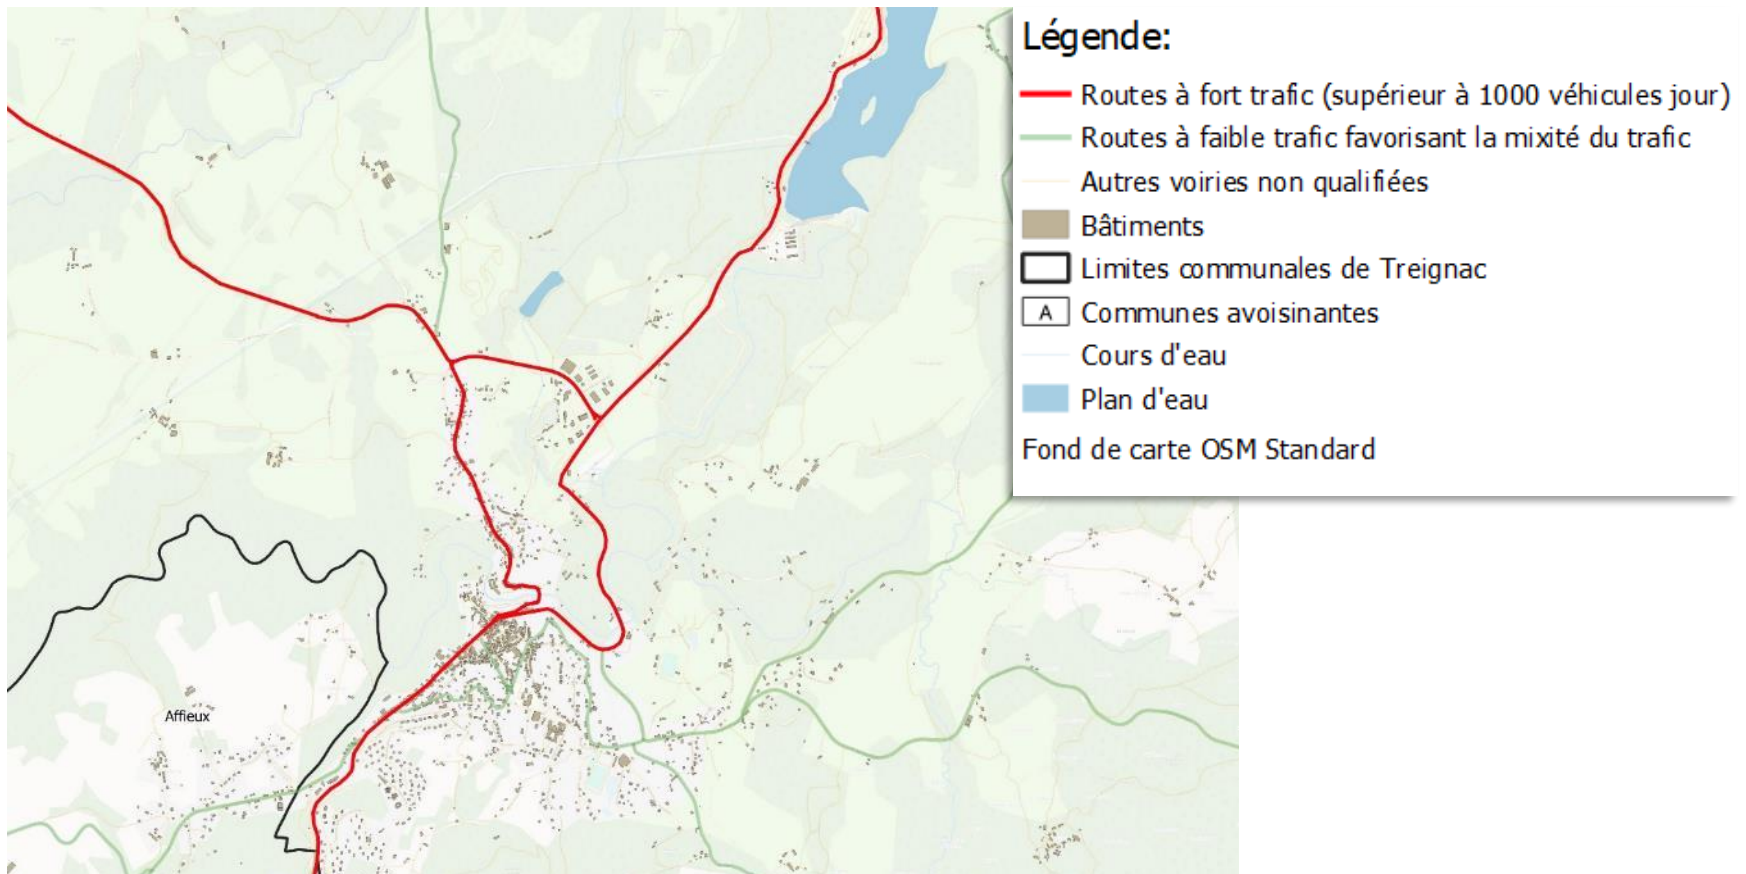 Légende:
Routes à fort trafic (supérieur à 1000 véhicules jour)
Routes à faible trafic favorisant la mixité du trafic
Autres voiries non qualifiées
Bâtiments
Limites communales de Treignac
A Communes avoisinantes
Cours d'eau
Plan d'eau
Fond de carte OSM Standard
Affieux